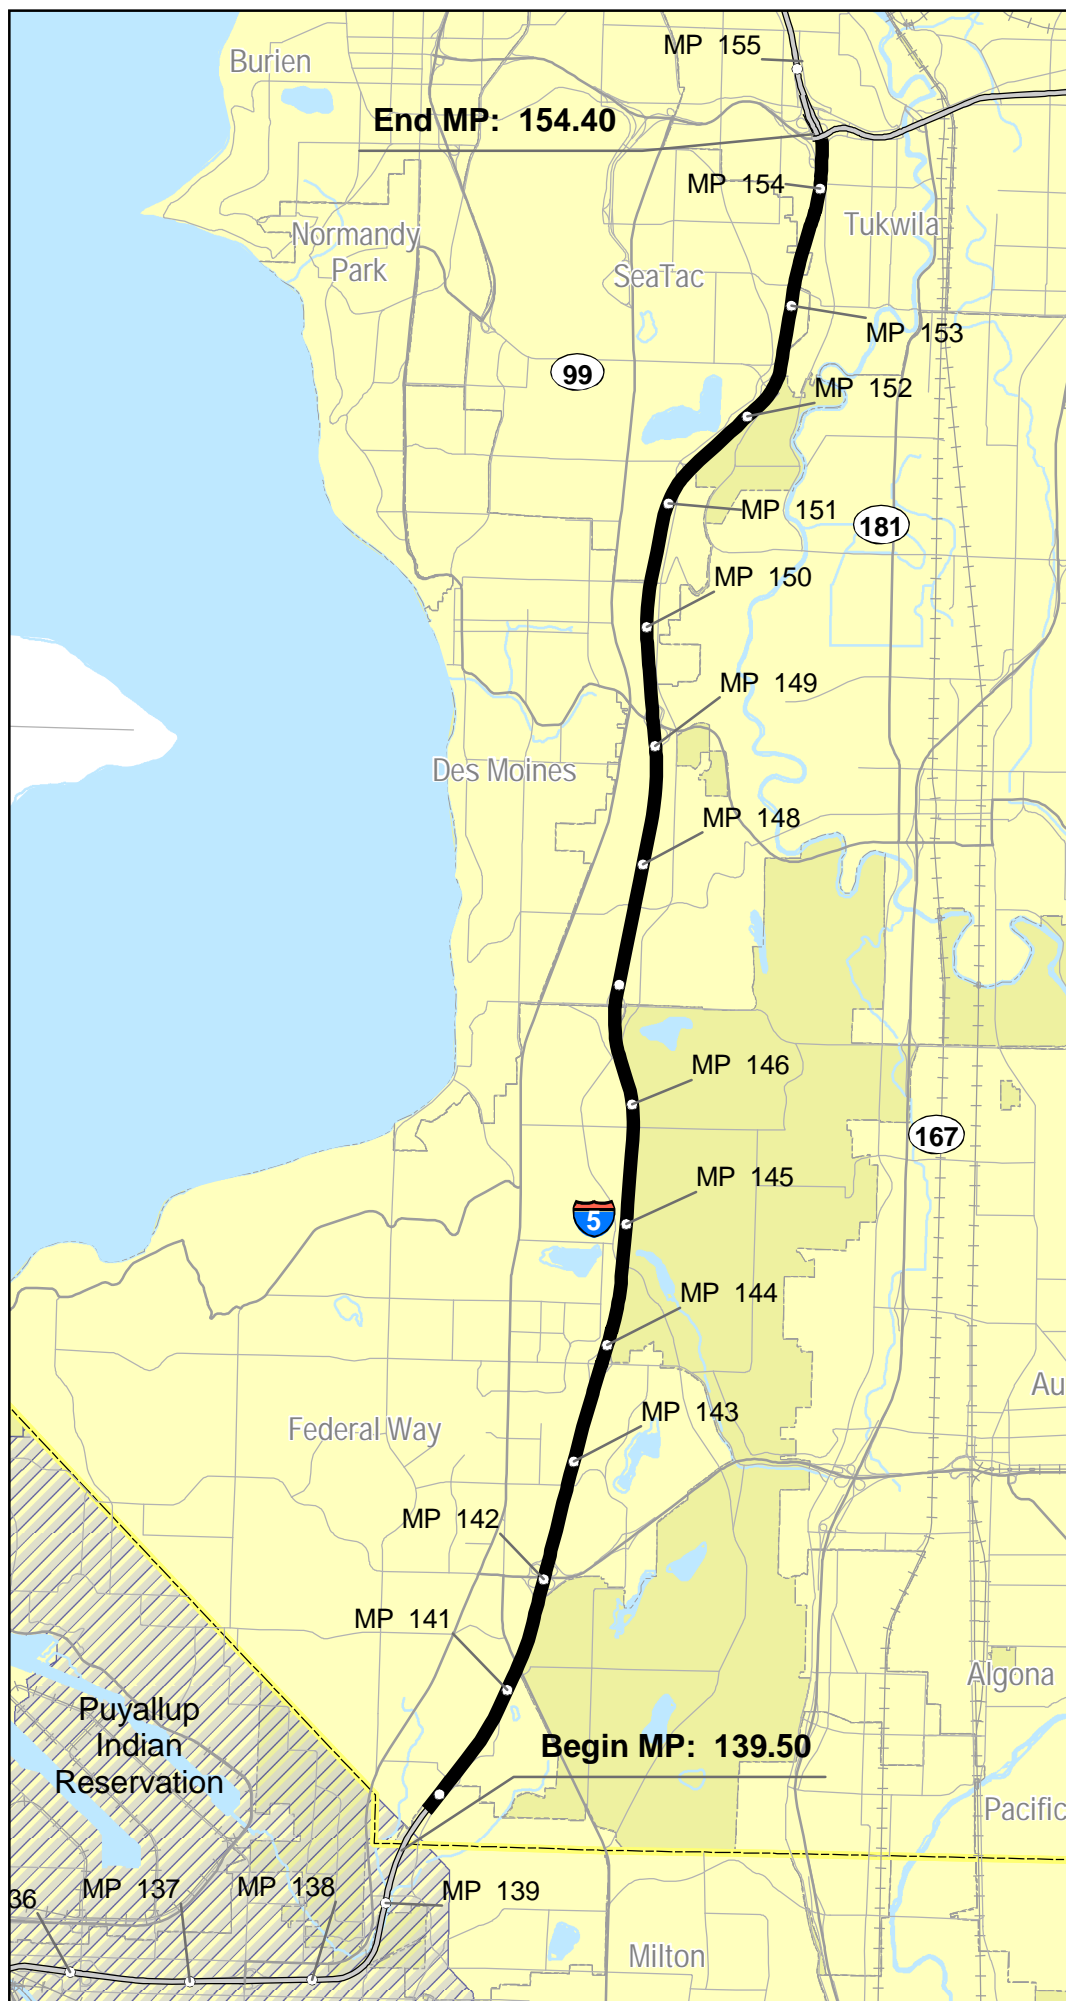 MP 155
Burien
End MP: 154.40
MP 154
Tukwila
Normandy
Park
SeaTac
MP 153
99
MP 152
MP 151
181
MP 150
MP 149
Des Moines
MP 148
MP 146
167
MP 145
5
MP 144
Au
MP 143
Federal Way
MP 142
MP 141
Algona
Puyallup
Indian
Reservation
Begin MP: 139.50
Pacific
36
MP 137
MP 138
MP 139
Milton